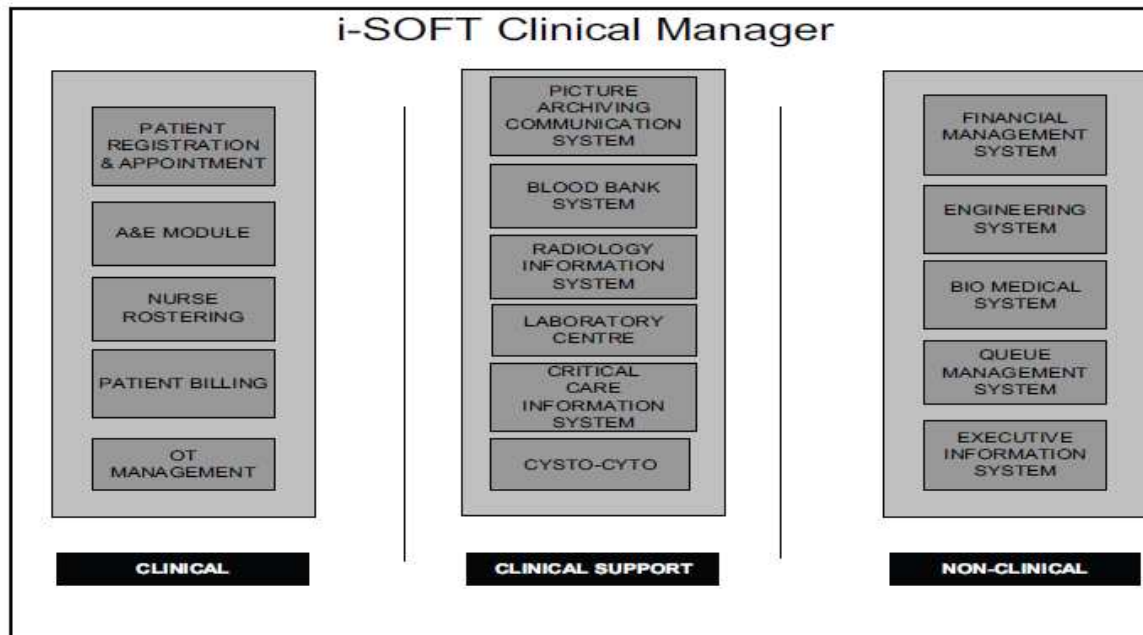 i-SOFT Clinical Manager
PATIENT
REGISTRATION
& APPOINTMENT
A&E MODULE
NURSE
ROSTERING
PATIENT BILLING
OT
MANAGEMENT
CLINICAL
PICTURE
ARCHIVING
COMMUNICATION
SYSTEM
BLOOD BANK
SYSTEM
RADIOLOGY
INFORMATION
SYSTEM
LABORATORY
CENTRE
CRITICAL
CARE
INFORMATION
SYSTEM
CYSTO-CYTO
CLINICAL SUPPORT
FINANCIAL
MANAGEMENT
SYSTEM
ENGINEERING
SYSTEM
BIO MEDICAL
SYSTEM
QUEUE
MANAGEMENT
SYSTEM
EXECUTIVE
INFORMATION
SYSTEM
NON-CLINICAL